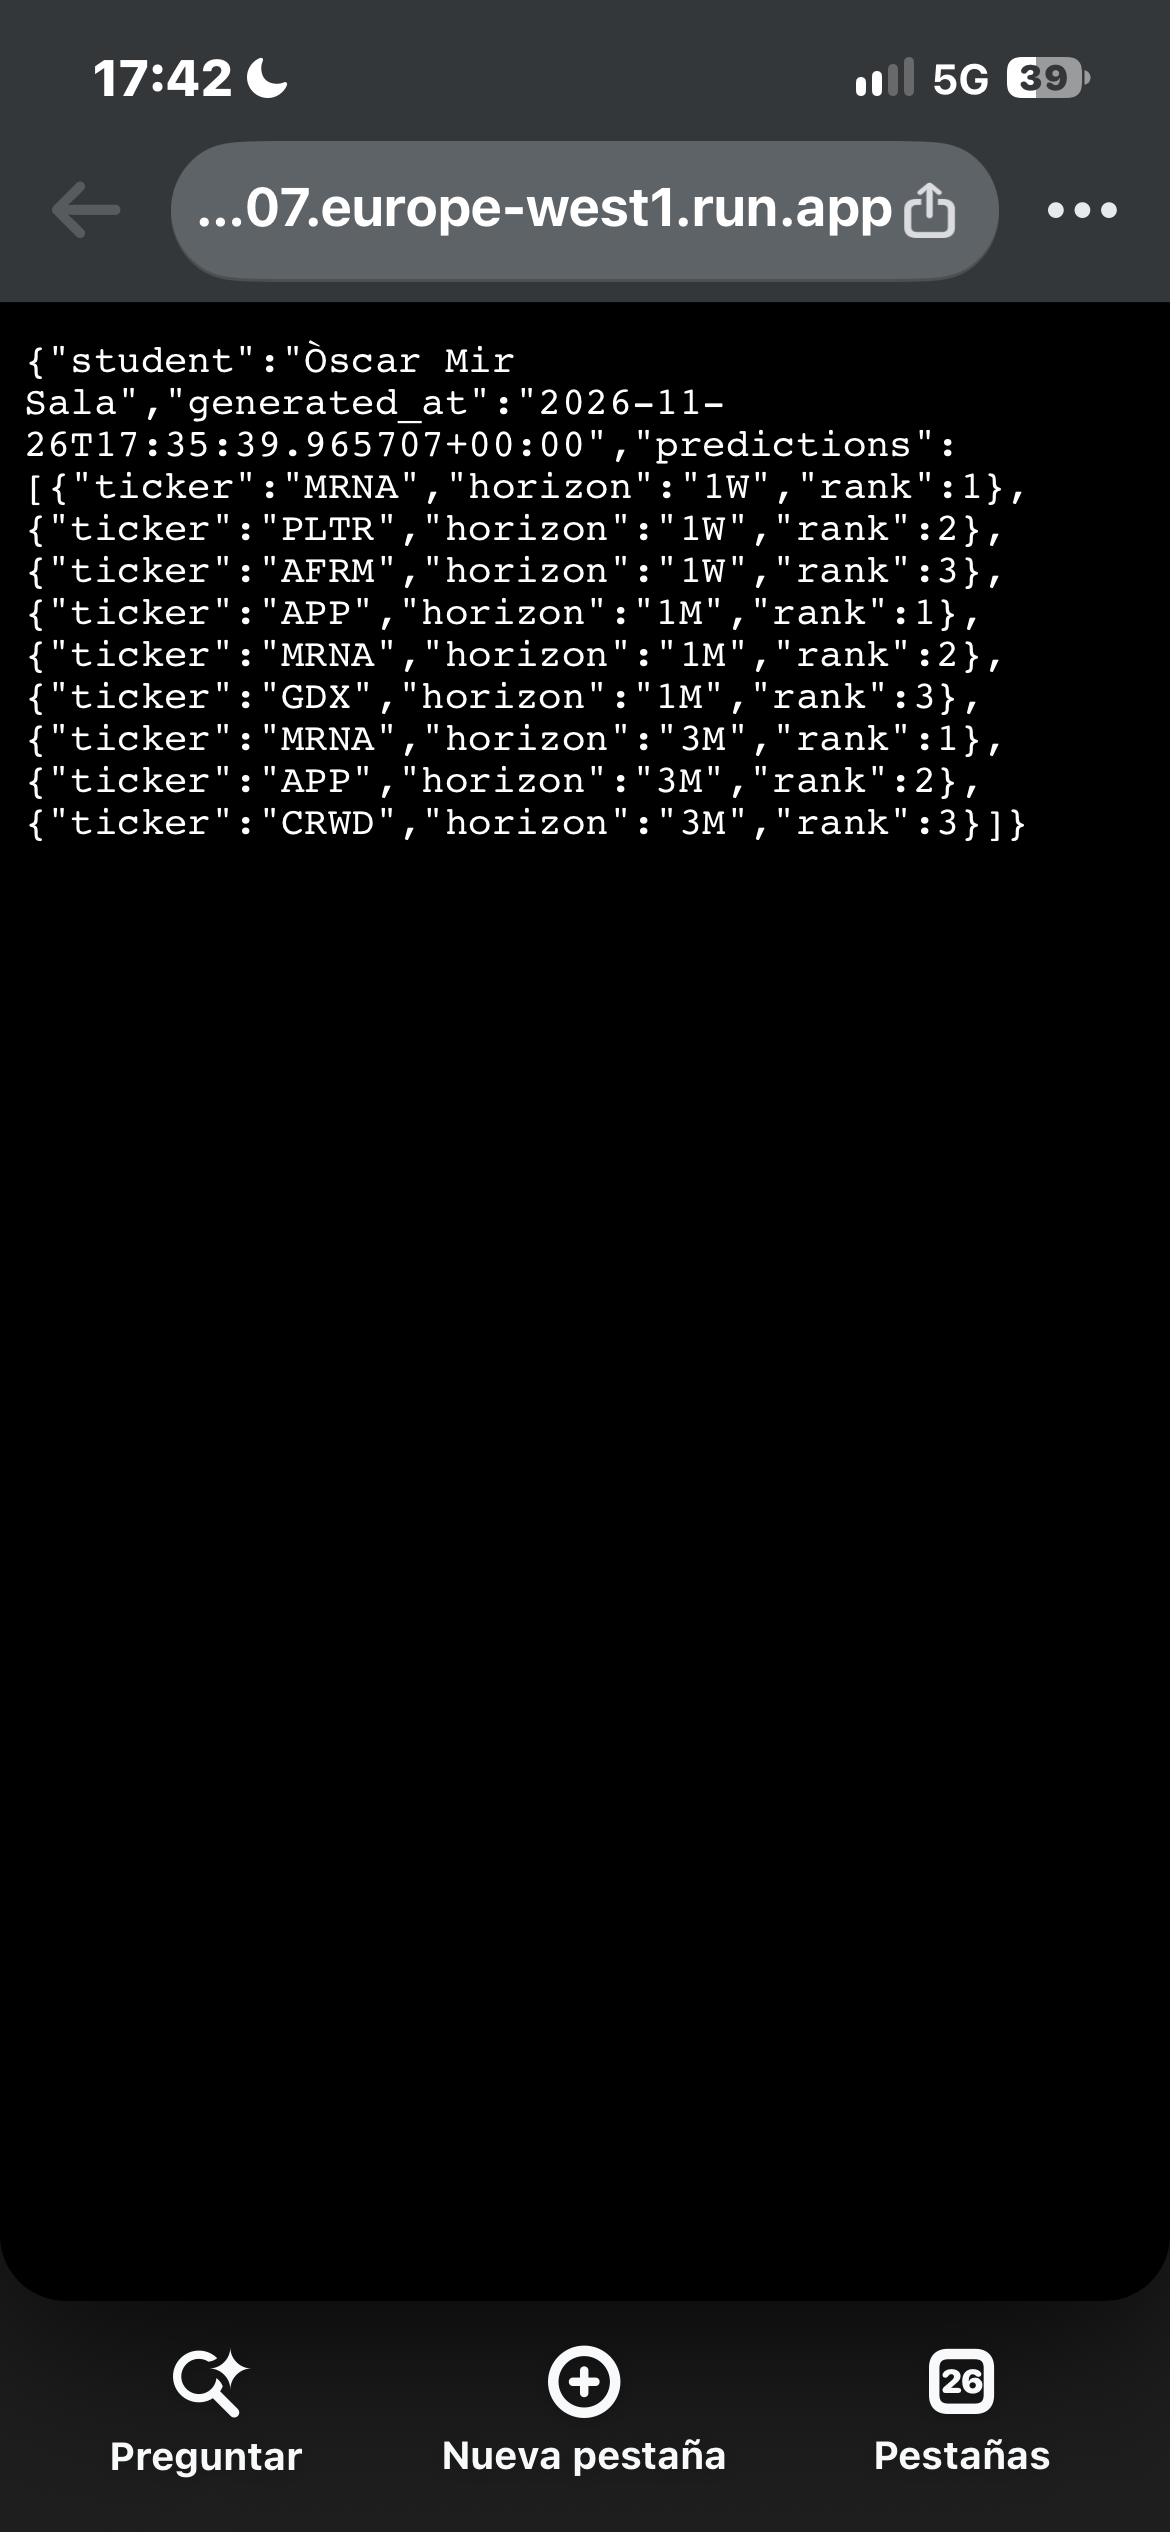 17:42
5G
39
...07.europe-west1.run.app
{"student":"Òscar Mir
Sala","generated_at":"2026-11-
26T17:35:39.965707+00:00","predictions":
[{"ticker":"MRNA","horizon":"1W","rank":1},
{"ticker":"PLTR","horizon":"1W","rank":2},
{"ticker":"AFRM","horizon":"1W","rank":3},
{"ticker":"APP","horizon":"1M","rank":1},
{"ticker":"MRNA","horizon":"1M","rank":2},
{"ticker":"GDX","horizon":"1M","rank":3},
{"ticker":"MRNA","horizon":"3M","rank":1},
{"ticker":"APP","horizon":"3M","rank":2},
{"ticker":"CRWD","horizon":"3M","rank":3}]}
26
Preguntar
Nueva pestaña
Pestañas